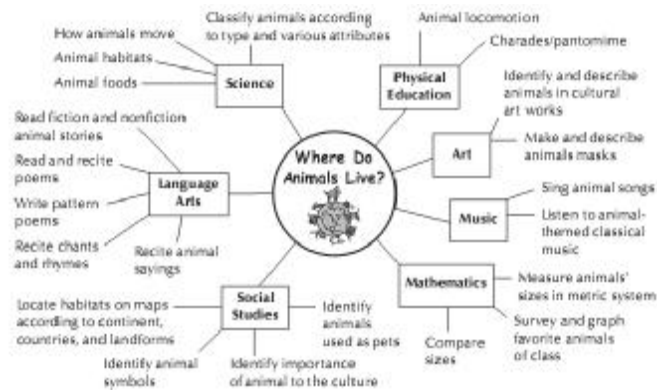 Classify animals according
to type and various attributes
How animals move
Animal habitats
Animal foods
Science
Animal locomotion
Charades/pantomime
Physical
Education
Identify and describe
animals in cultural
art works
Make and describe
animals masks
Art
Where Do
Animals Live?
Read fiction and nonfiction
animal stories
Read and recite
poems
Write pattern
poems
Recite chants
and rhymes
Recite animal
sayings
Language
Arts
Sing animal songs
Listen to animal-
themed classical
music
Music
Mathematics
Measure animals'
sizes in metric system
Survey and graph
favorite animals
of class
Compare
sizes
Social
Studies
Locate habitats on maps
according to continent,
countries, and landforms
Identify animal
symbols
Identify importance
of animal to the culture
Identify
animals
used as pets